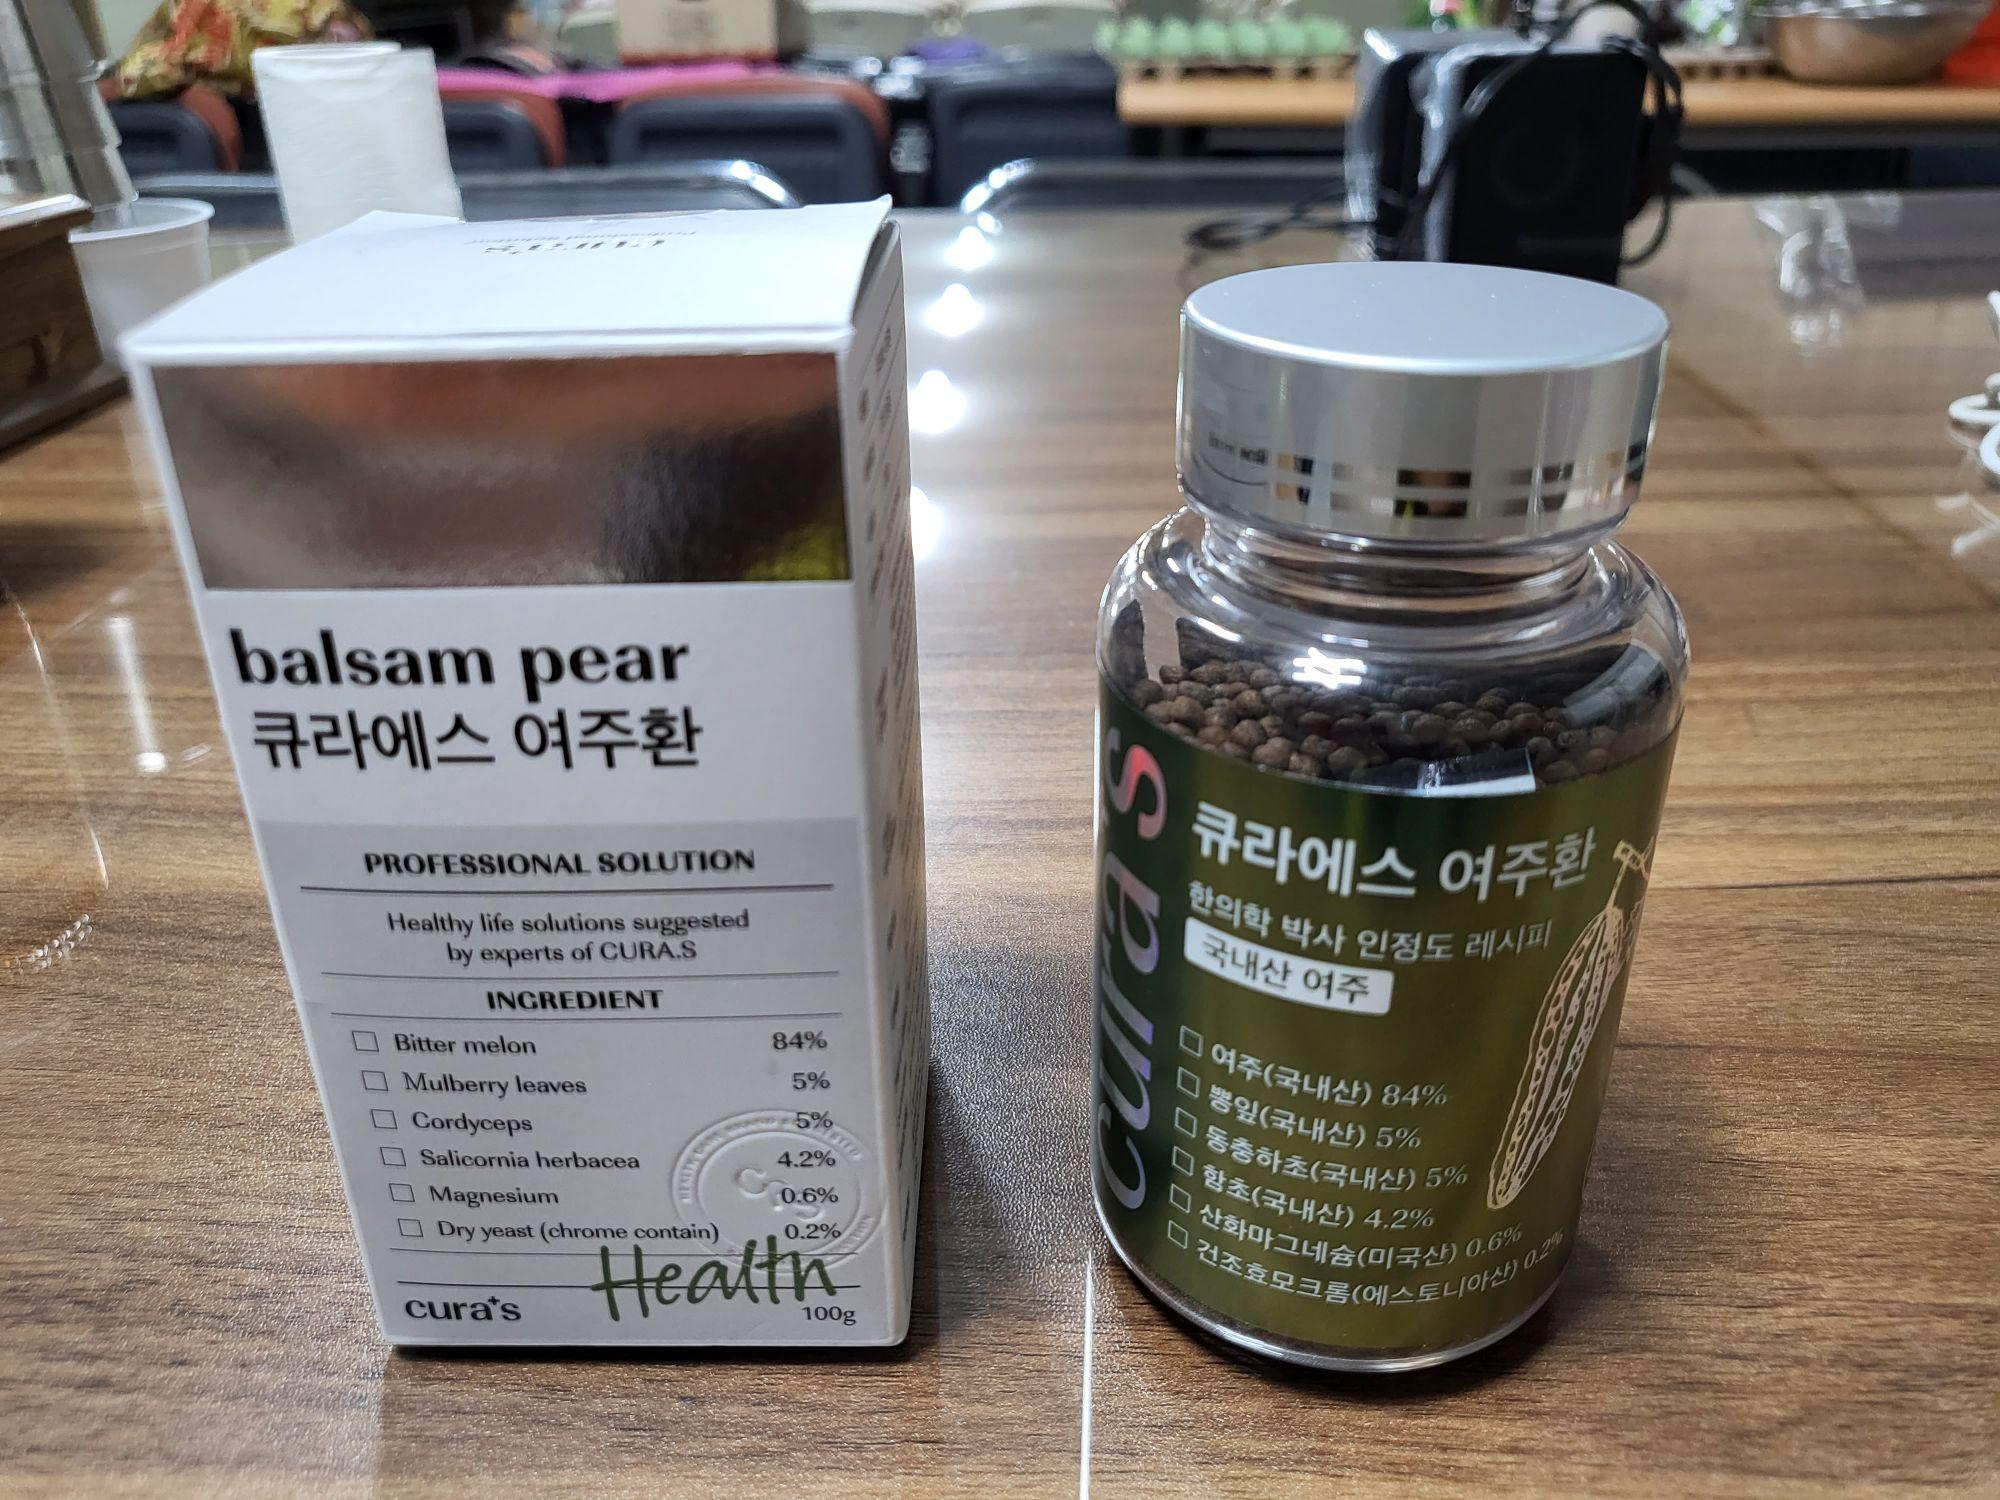 cura⁺s
Professional Solution
balsam pear
큐라에스 여주환
PROFESSIONAL SOLUTION
Healthy life solutions suggested
by experts of CURA.S
INGREDIENT
Bitter melon 84%
Mulberry leaves 5%
Cordyceps 5%
Salicornia herbacea 4.2%
Magnesium 0.6%
Dry yeast (chrome contain) 0.2%
Health
cura⁺s
100g
cura⁺s
큐라에스 여주환
한의학 박사 인정도 레시피
국내산 여주
여주(국내산) 84%
뽕잎(국내산) 5%
동충하초(국내산) 5%
함초(국내산) 4.2%
산화마그네슘(미국산) 0.6%
건조효모크롬(에스토니아산) 0.2%